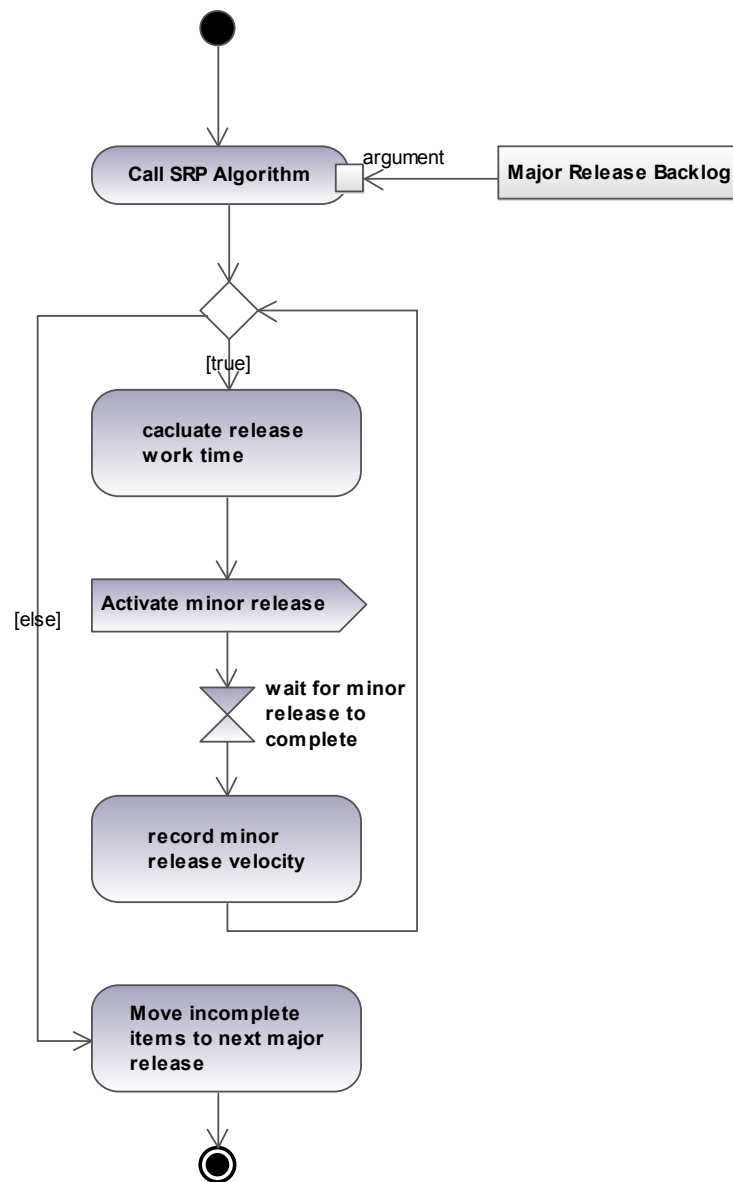 argument
Call SRP Algorithm
Major Release Backlog
[true]
cacluate release
work time
Activate minor release
[else]
wait for minor
release to
complete
record minor
release velocity
Move incomplete
items to next major
release